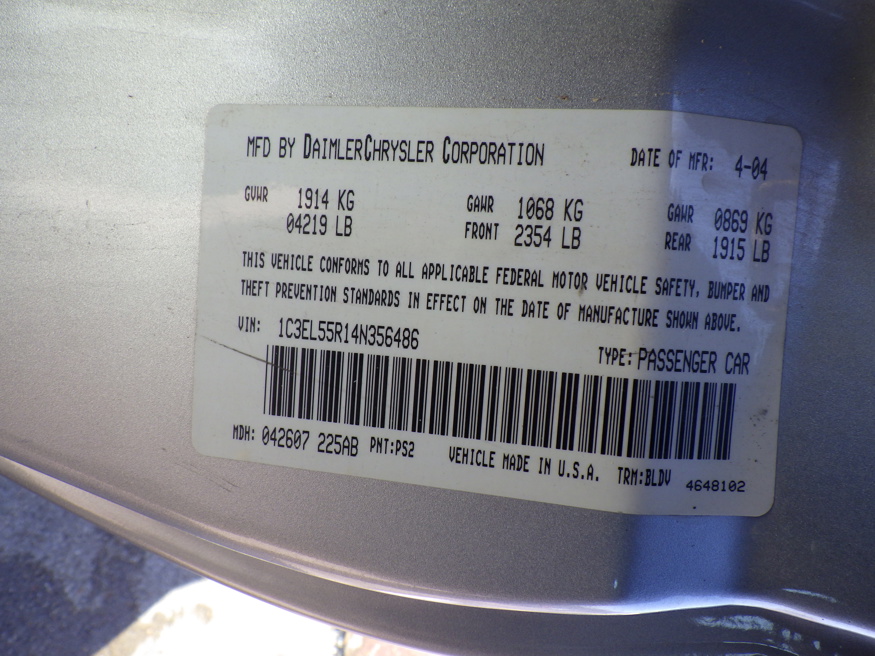 MFD BY DAIMLERCHRYSLER CORPORATION DATE OF MFR: 4-04
GVWR 1914 KG GAWR 1068 KG GAWR 0869 KG
04219 LB FRONT 2354 LB REAR 1915 LB
THIS VEHICLE CONFORMS TO ALL APPLICABLE FEDERAL MOTOR VEHICLE SAFETY, BUMPER AND
THEFT PREVENTION STANDARDS IN EFFECT ON THE DATE OF MANUFACTURE SHOWN ABOVE.
VIN: 1C3EL55R14N356486 TYPE: PASSENGER CAR
MDH: 042607 225AB PNT:PS2 VEHICLE MADE IN U.S.A. TRM:BLDV 4648102